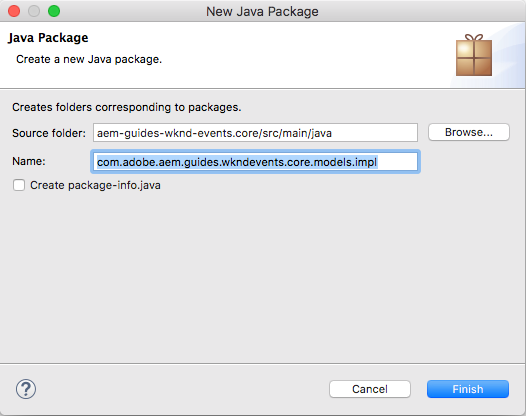 New Java Package
Java Package
Create a new Java package.
Creates folders corresponding to packages.
Source folder: aem-guides-wknd-events.core/src/main/java Browse...
Name: com.adobe.aem.guides.wkndevents.core.models.impl
Create package-info.java
? Cancel Finish